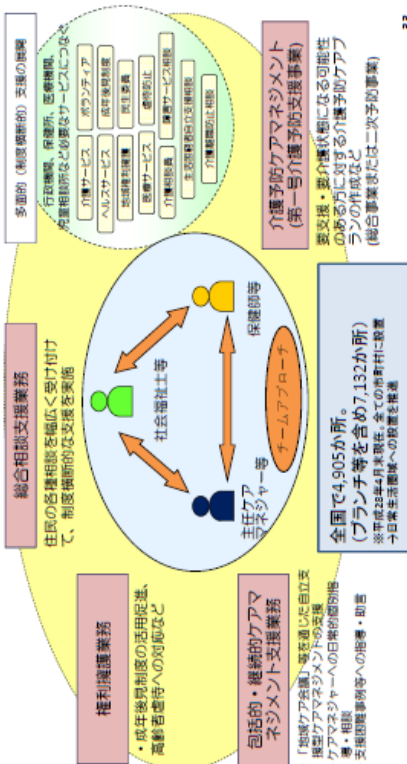 総合相談支援業務
住民の各種相談を幅広く受け付け
て、制度横断的な支援を実施
多面的（制度横断的）支援の展開
行政機関、保健所、医療機関、
児童相談所など必要なサービスにつなぐ
介護サービス
ボランティア
ヘルスサービス
成年後見制度
地域権利擁護
民生委員
医療サービス
虐待防止
介護相談員
障害サービス相談
生活困窮者自立支援相談
介護離職防止相談
権利擁護業務
・成年後見制度の活用促進、
高齢者虐待への対応など
社会福祉士等
主任ケア
マネジャー等
保健師等
チームアプローチ
包括的・継続的ケアマ
ネジメント支援業務
「地域ケア会議」等を通じた自立支
援型ケアマネジメントの支援
ケアマネジャーへの日常的個別指
導・相談
支援困難事例等への指導・助言
全国で4,905か所。
（ブランチ等を含め7,132か所）
※平成28年4月末現在。全ての市町村に設置
→日常生活圏域への設置を推進
介護予防ケアマネジメント
(第一号介護予防支援事業)
要支援・要介護状態になる可能性
のある方に対する介護予防ケアプ
ランの作成など
(総合事業または二次予防事業)